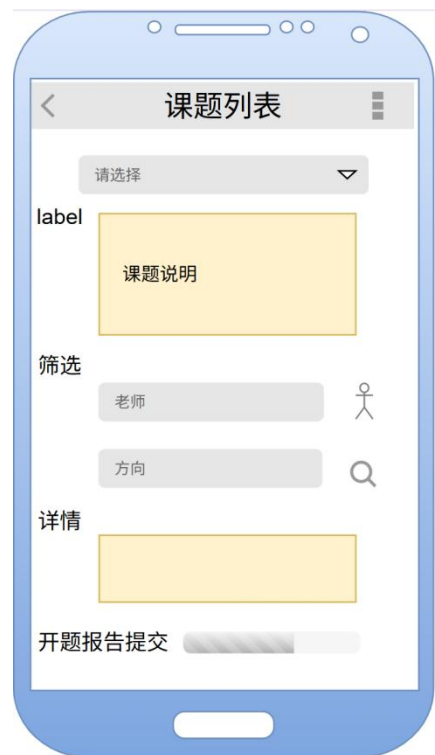 课题列表
请选择
label
课题说明
筛选
老师
方向
详情
开题报告提交